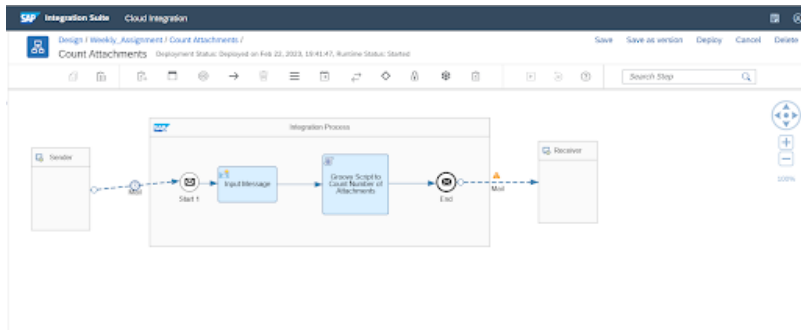 SAP Integration Suite Cloud Integration
Design / Weekly_Assignment / Count Attachments /
Save Save as version Deploy Cancel Delete
Count Attachments Deployment Status: Deployed on Feb 22, 2023, 19:41:47, Runtime Status: Started
Search Step
SAP Integration Process
Sender
Receiver
Input Message
Groovy Script to
Count Number of
Attachments
Start 1
End
Mail
100%